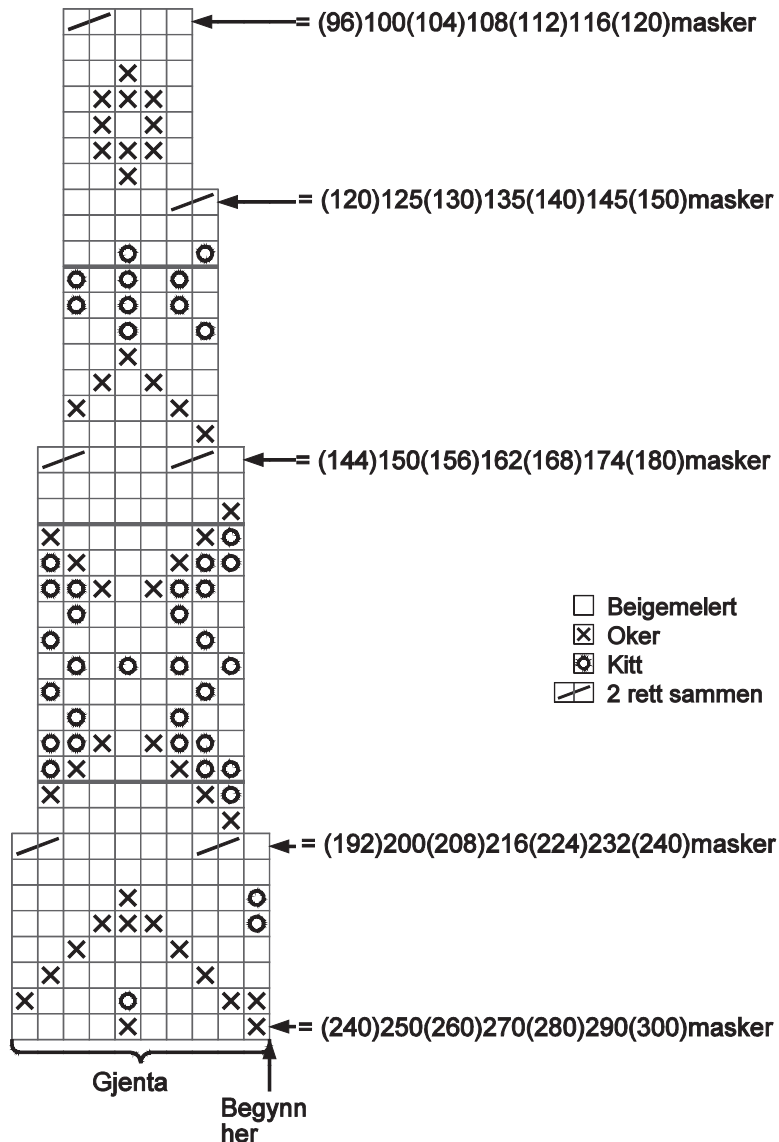 = (96)100(104)108(112)116(120)masker
= (120)125(130)135(140)145(150)masker
= (144)150(156)162(168)174(180)masker
Beigemelert
Oker
Kitt
2 rett sammen
= (192)200(208)216(224)232(240)masker
= (240)250(260)270(280)290(300)masker
Gjenta
Begynn
her